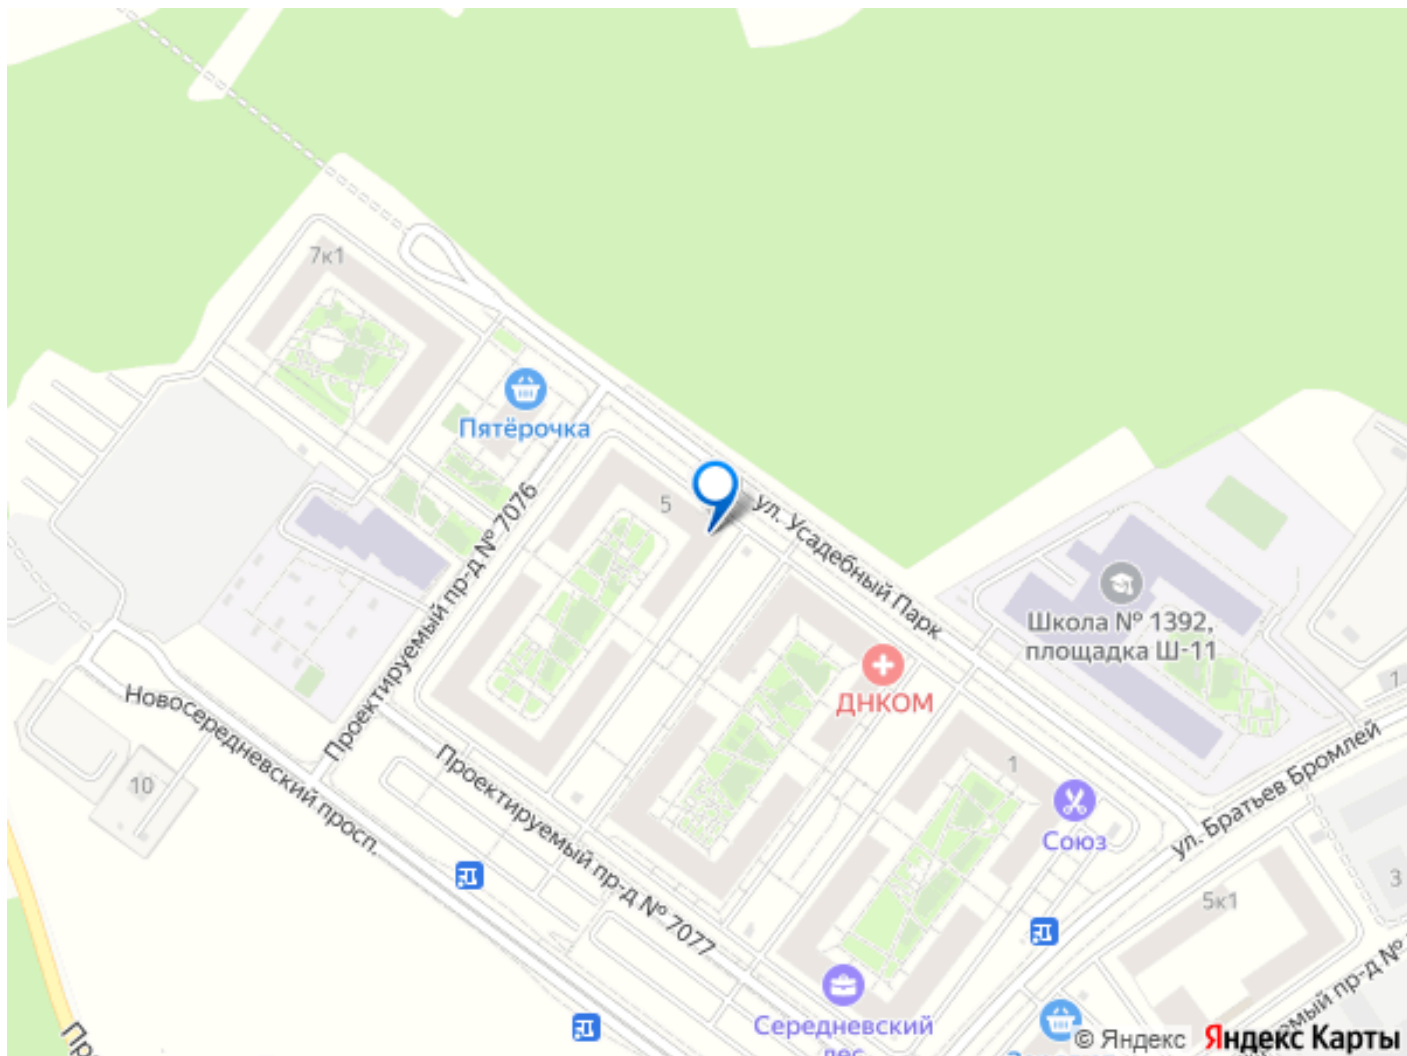 7к1
Пятёрочка
5
Проектируемый пр-д № 7076
ул. Усадебный Парк
Школа № 1392,
площадка Ш-11
ДНКОМ
1
Новосередневский просп.
10
Проектируемый пр-д № 7077
1
Союз
ул. Братьев Бромлей
3
5к1
Середневский
лес
© Яндекс
Яндекс Карты